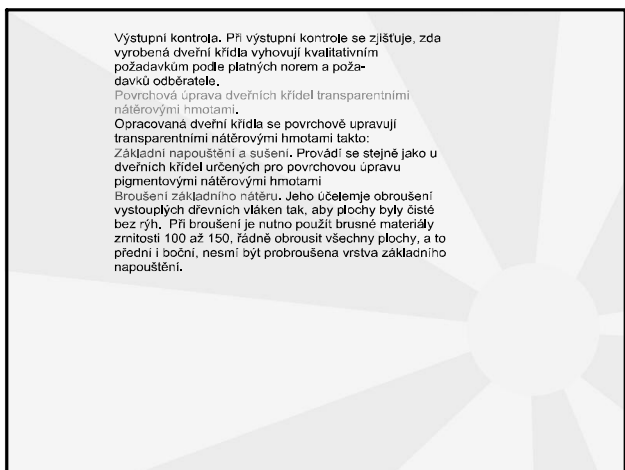 Výstupní kontrola. Při výstupní kontrole se zjišťuje, zda
vyrobená dveřní křídla vyhovují kvalitativním
požadavkům podle platných norem a poža-
davků odběratele.
Povrchová úprava dveřních křídel transparentními
nátěrovými hmotami.
Opracovaná dveřní křídla se povrchově upravují
transparentními nátěrovými hmotami takto:
Základní napouštění a sušení. Provádí se stejně jako u
dveřních křídel určených pro povrchovou úpravu
pigmentovými nátěrovými hmotami
Broušení základního nátěru. Jeho účelemje obroušení
vystouplých dřevních vláken tak, aby plochy byly čisté
bez rýh.  Při broušení je nutno použít brusné materiály
zrnitosti 100 až 150, řádně obrousit všechny plochy, a to
přední i boční, nesmí být probroušena vrstva základního
napouštění.